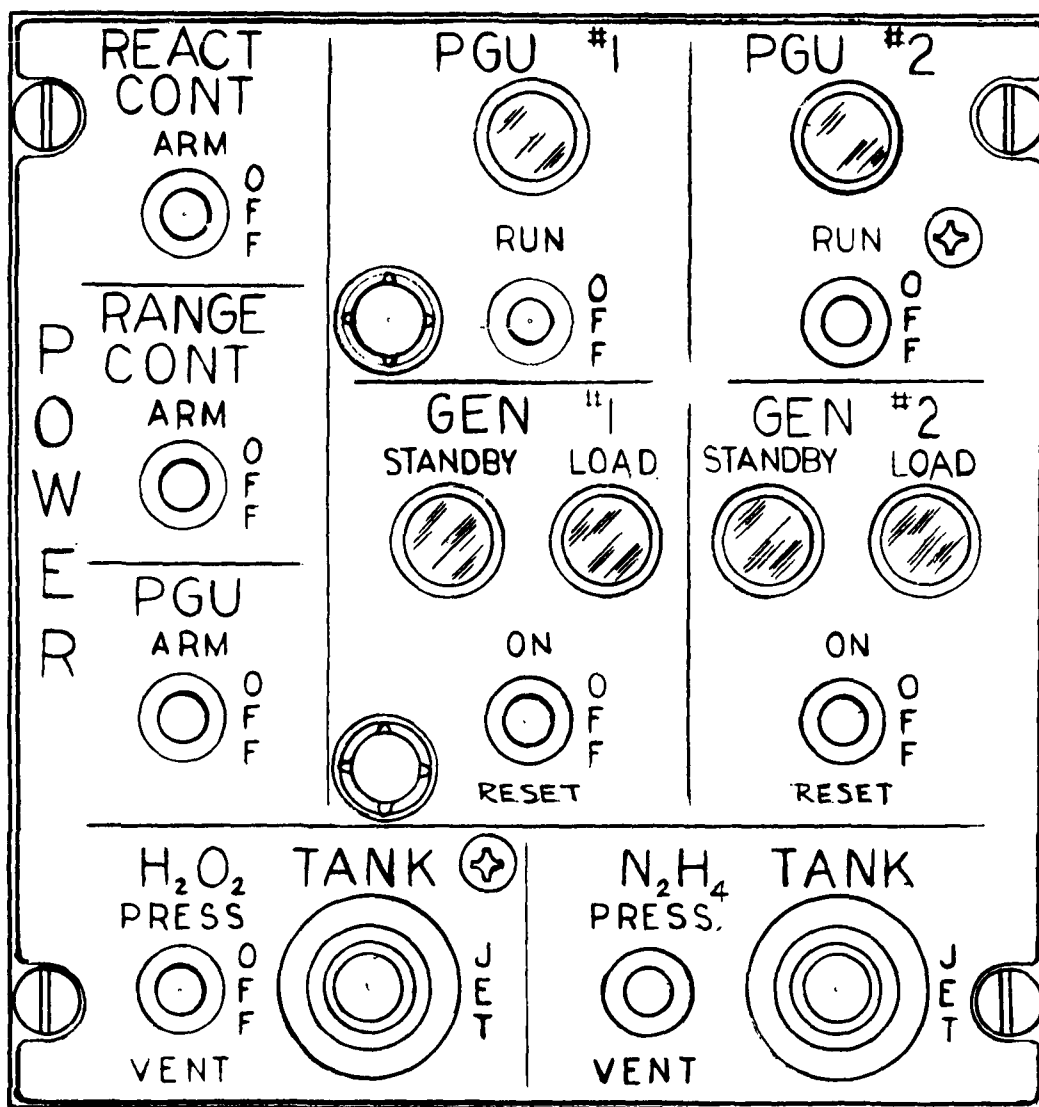 POWER
REACT
CONT
ARM
OFF
RANGE
CONT
ARM
OFF
PGU
ARM
OFF
PGU #1
RUN
OFF
PGU #2
RUN
OFF
GEN #1
STANDBY LOAD
ON
OFF
RESET
GEN #2
STANDBY LOAD
ON
OFF
RESET
H₂O₂ TANK
PRESS
OFF
JET
VENT
N₂H₄ TANK
PRESS.
JET
VENT